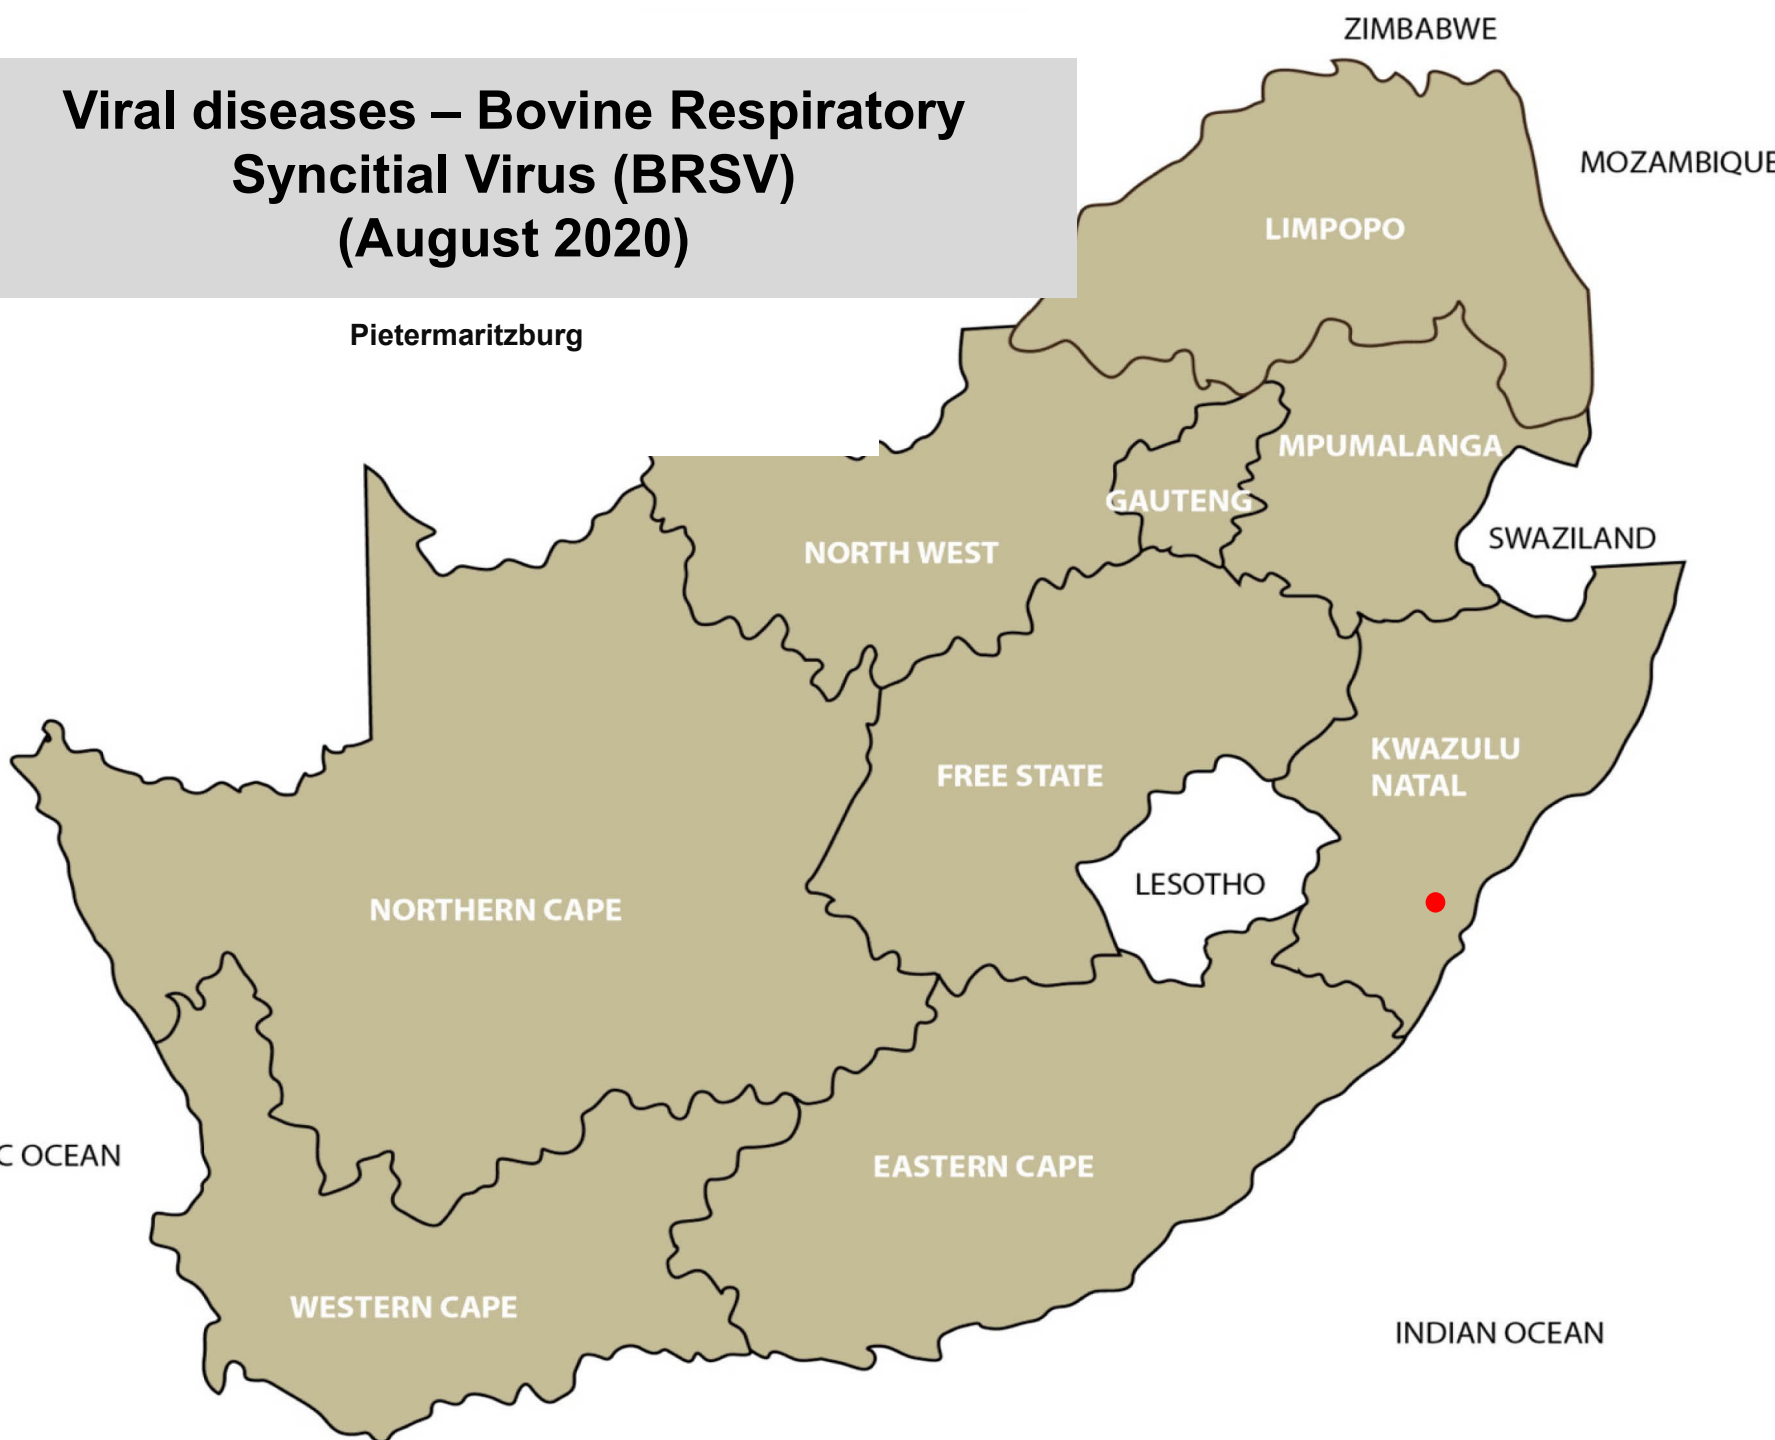 ZIMBABWE
Viral diseases – Bovine Respiratory
Syncitial Virus (BRSV)
(August 2020)
MOZAMBIQUE
LIMPOPO
Pietermaritzburg
MPUMALANGA
GAUTENG
SWAZILAND
NORTH WEST
KWAZULU
NATAL
FREE STATE
LESOTHO
NORTHERN CAPE
C OCEAN
EASTERN CAPE
WESTERN CAPE
INDIAN OCEAN